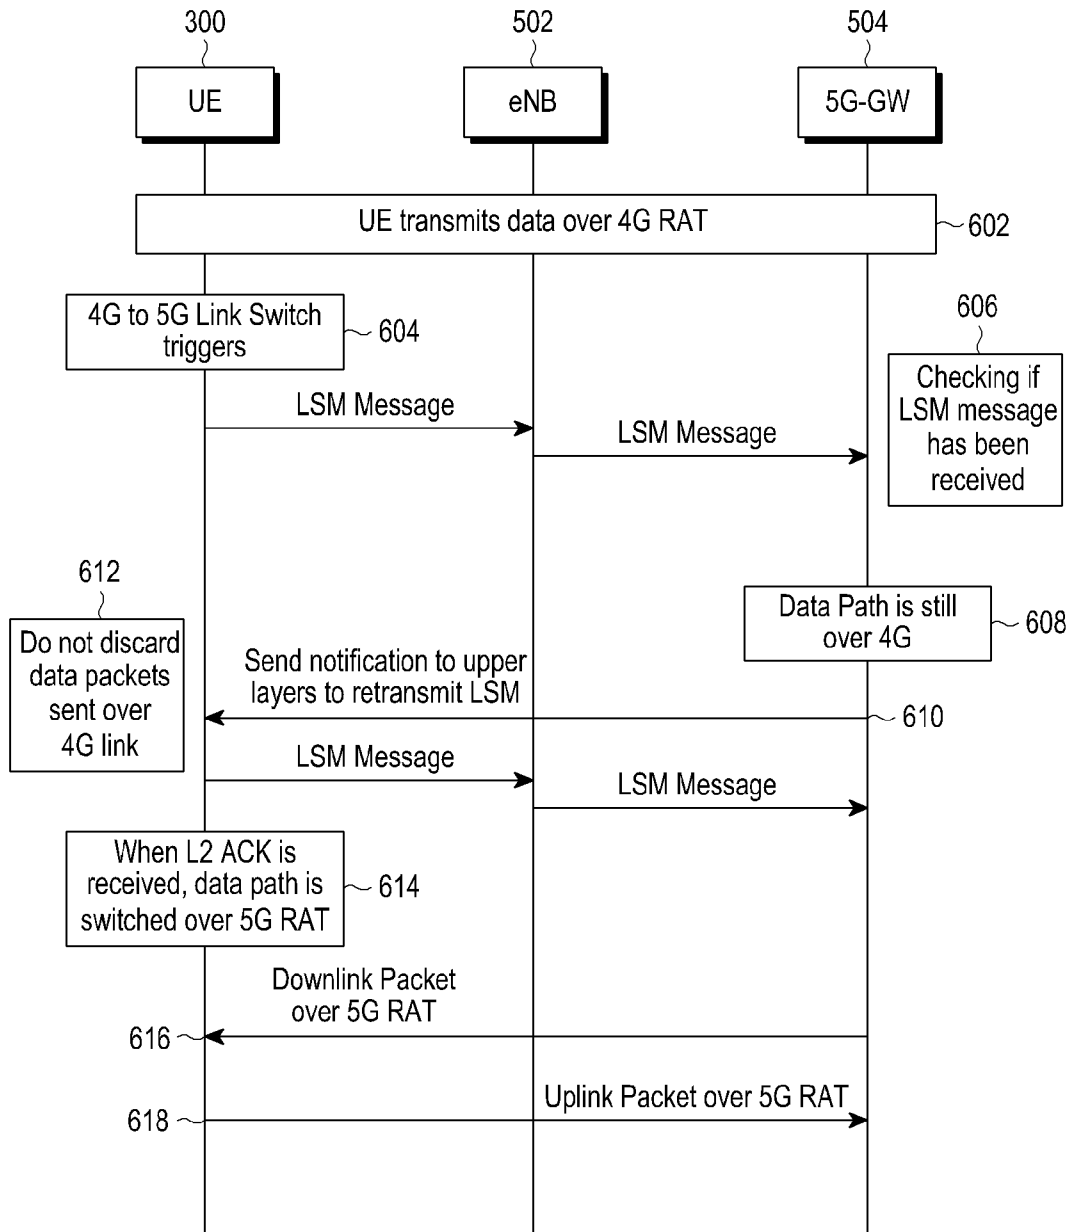 300
502
504
UE
eNB
5G-GW
UE transmits data over 4G RAT
602
4G to 5G Link Switch
triggers
604
606
Checking if
LSM message
has been
received
LSM Message
LSM Message
612
Do not discard
data packets
sent over
4G link
Data Path is still
over 4G
608
Send notification to upper
layers to retransmit LSM
610
LSM Message
LSM Message
When L2 ACK is
received, data path is
switched over 5G RAT
614
Downlink Packet
over 5G RAT
616
Uplink Packet over 5G RAT
618